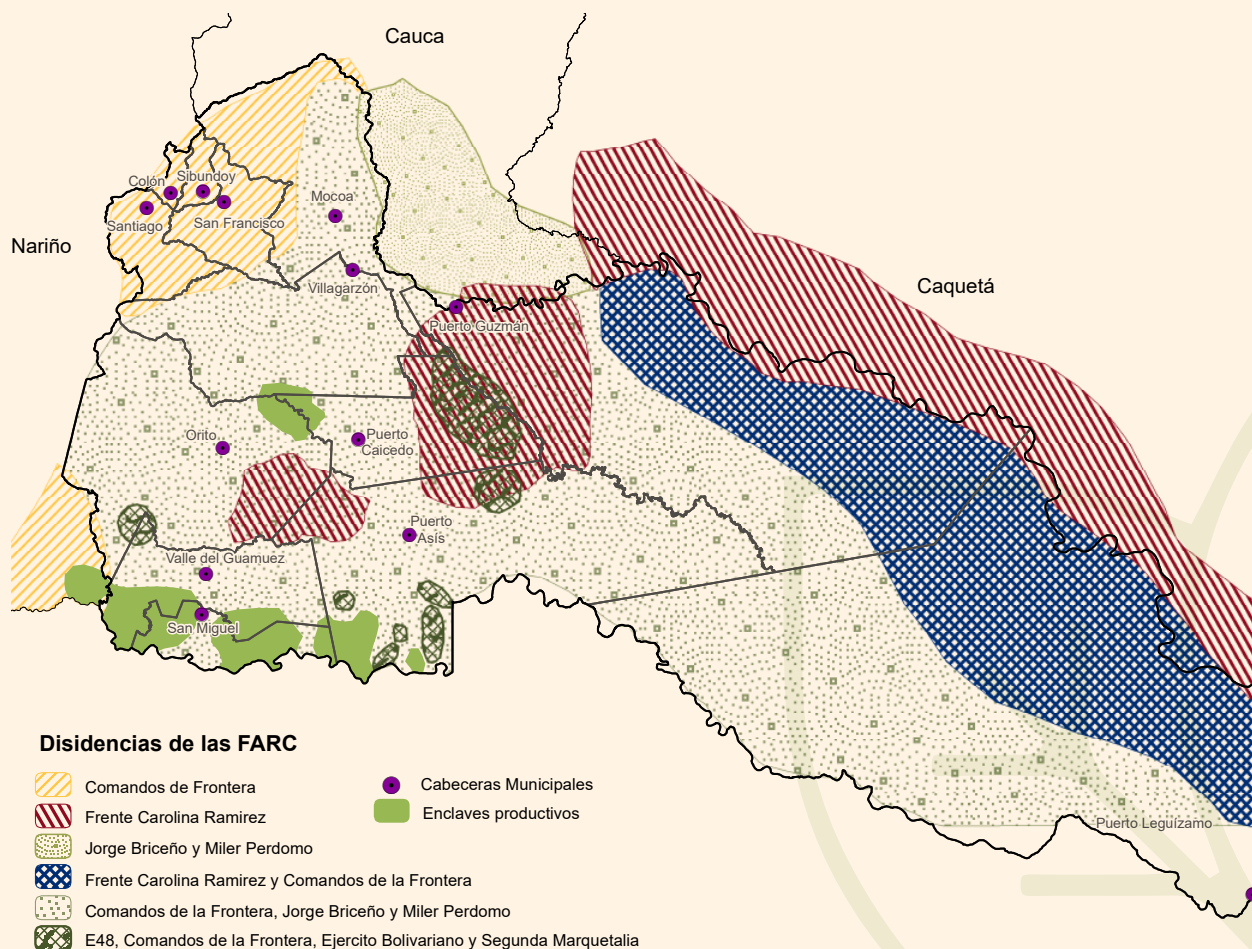 Cauca
Colón
Sibundoy
Mocoa
Santiago
San Francisco
Nariño
Villagarzón
Caquetá
Puerto Guzmán
Orito
Puerto
Caicedo
Puerto
Asís
Valle del Guamuez
San Miguel
Puerto Leguízamo
Disidencias de las FARC
Comandos de Frontera
Frente Carolina Ramirez
Jorge Briceño y Miler Perdomo
Frente Carolina Ramirez y Comandos de la Frontera
Comandos de la Frontera, Jorge Briceño y Miler Perdomo
E48, Comandos de la Frontera, Ejercito Bolivariano y Segunda Marquetalia
Cabeceras Municipales
Enclaves productivos